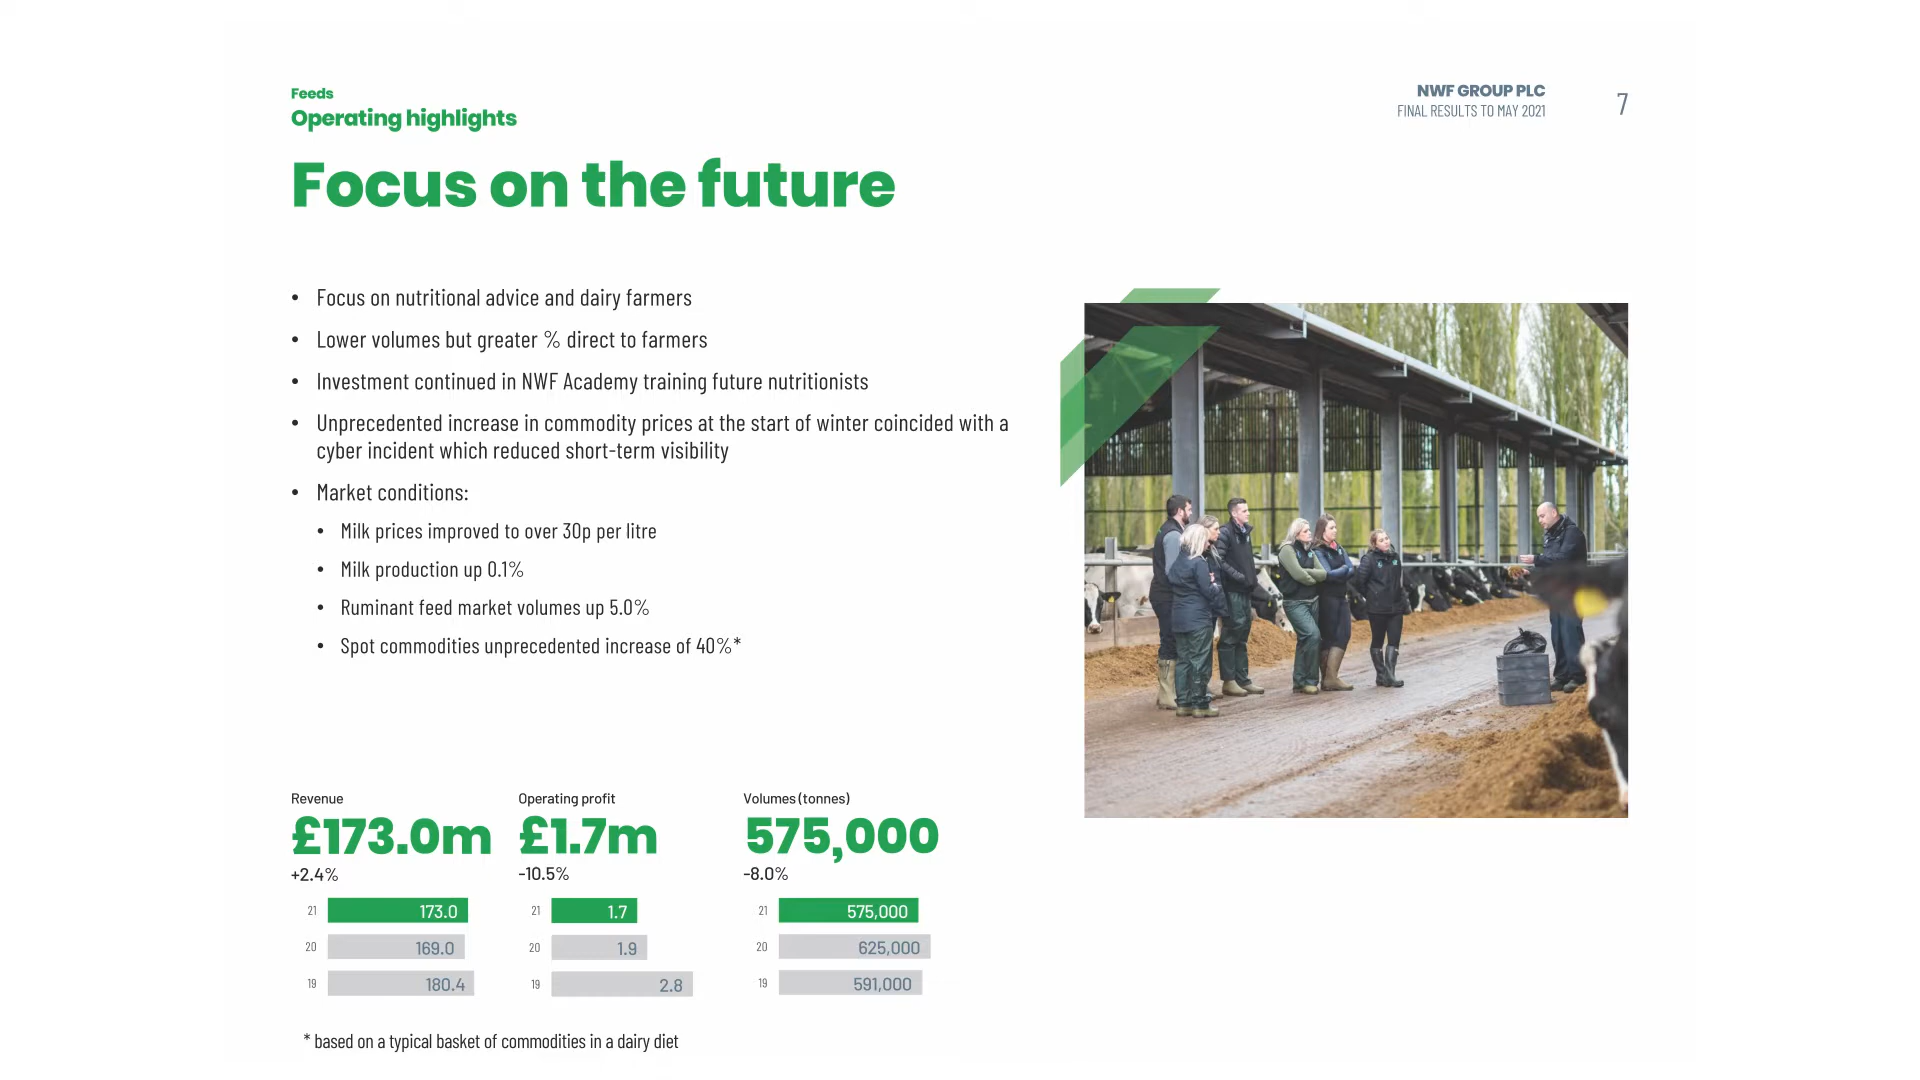 Feeds
Operating highlights
NWF GROUP PLC
FINAL RESULTS TO MAY 2021
7
Focus on the future
• Focus on nutritional advice and dairy farmers
• Lower volumes but greater % direct to farmers
• Investment continued in NWF Academy training future nutritionists
• Unprecedented increase in commodity prices at the start of winter coincided with a
cyber incident which reduced short-term visibility
• Market conditions:
• Milk prices improved to over 30p per litre
• Milk production up 0.1%
• Ruminant feed market volumes up 5.0%
• Spot commodities unprecedented increase of 40%*
Revenue
£173.0m
+2.4%
21 173.0
20 169.0
19 180.4
Operating profit
£1.7m
-10.5%
21 1.7
20 1.9
19 2.8
Volumes (tonnes)
575,000
-8.0%
21 575,000
20 625,000
19 591,000
* based on a typical basket of commodities in a dairy diet